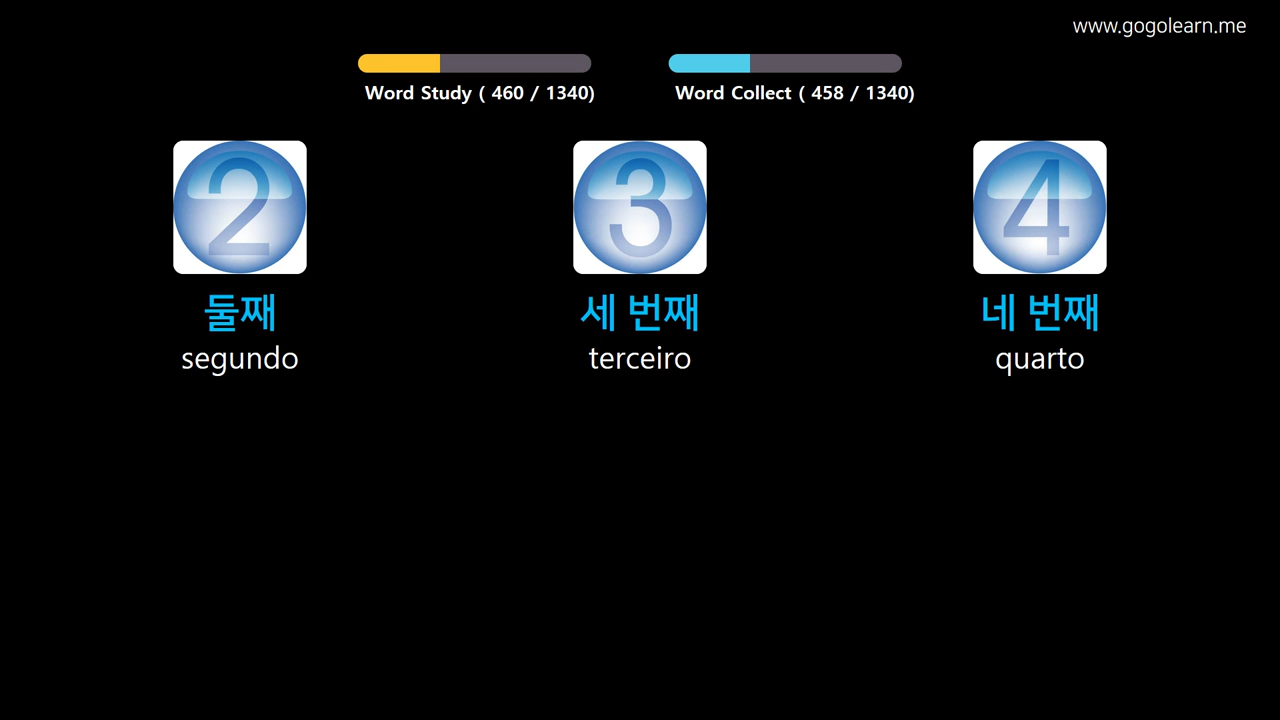 www.gogolearn.me
Word Study ( 460 / 1340)
Word Collect ( 458 / 1340)
2
3
4
둘째
세 번째
네 번째
segundo
terceiro
quarto